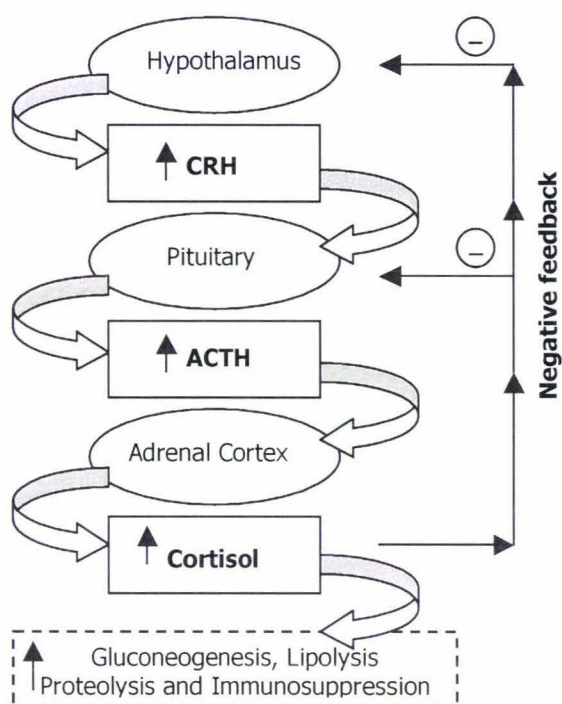 Hypothalamus
CRH
Pituitary
ACTH
Adrenal Cortex
Cortisol
Gluconeogenesis, Lipolysis
Proteolysis and Immunosuppression
−
−
Negative feedback